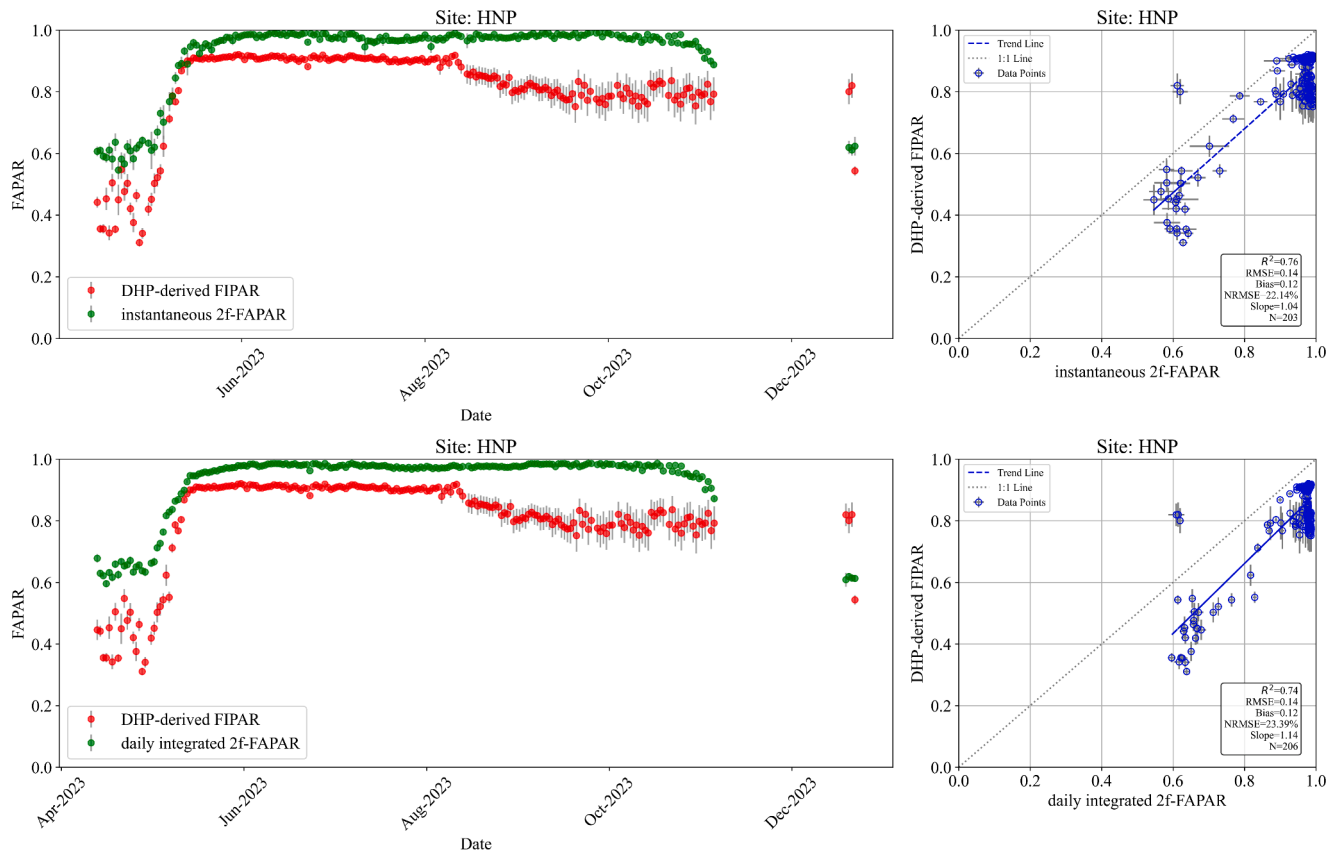 Site: HNP
1.0
0.8
0.6
0.4
0.2
0.0
FAPAR
DHP-derived FIPAR
instantaneous 2f-FAPAR
Jun-2023
Aug-2023
Oct-2023
Dec-2023
Date
Site: HNP
1.0
0.8
0.6
0.4
0.2
0.0
DHP-derived FIPAR
Trend Line
1:1 Line
Data Points
R²=0.76
RMSE=0.14
Bias=0.12
NRMSE=22.14%
Slope=1.04
N=203
0.0 0.2 0.4 0.6 0.8 1.0
instantaneous 2f-FAPAR
Site: HNP
1.0
0.8
0.6
0.4
0.2
0.0
FAPAR
DHP-derived FIPAR
daily integrated 2f-FAPAR
Apr-2023
Jun-2023
Aug-2023
Oct-2023
Dec-2023
Date
Site: HNP
1.0
0.8
0.6
0.4
0.2
0.0
DHP-derived FIPAR
Trend Line
1:1 Line
Data Points
R²=0.74
RMSE=0.14
Bias=0.12
NRMSE=23.39%
Slope=1.14
N=206
0.0 0.2 0.4 0.6 0.8 1.0
daily integrated 2f-FAPAR